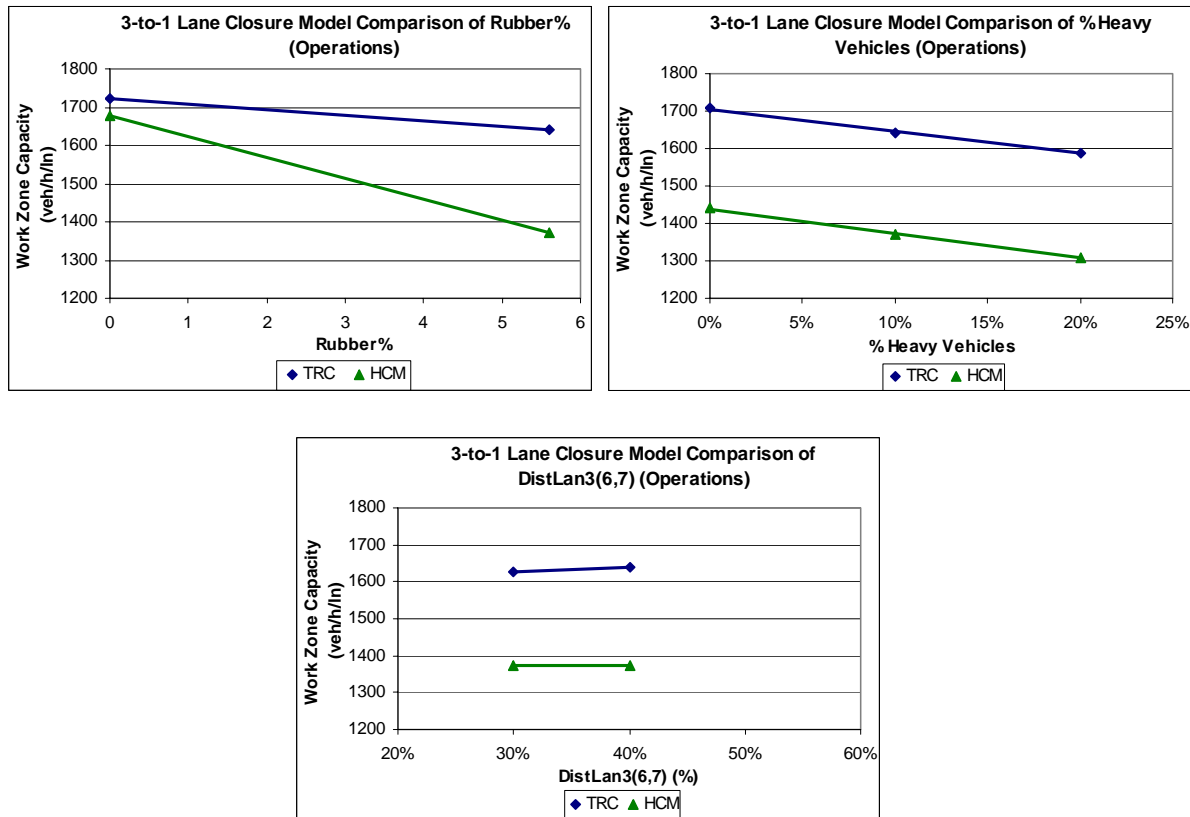 3-to-1 Lane Closure Model Comparison of Rubber%
(Operations)
1800
1700
1600
1500
1400
1300
1200
Work Zone Capacity
(veh/h/ln)
0 1 2 3 4 5 6
Rubber%
TRC HCM
3-to-1 Lane Closure Model Comparison of %Heavy
Vehicles (Operations)
1800
1700
1600
1500
1400
1300
1200
Work Zone Capacity
(veh/h/ln)
0% 5% 10% 15% 20% 25%
% Heavy Vehicles
TRC HCM
3-to-1 Lane Closure Model Comparison of
DistLan3(6,7) (Operations)
1800
1700
1600
1500
1400
1300
1200
Work Zone Capacity
(veh/h/ln)
20% 30% 40% 50% 60%
DistLan3(6,7) (%)
TRC HCM